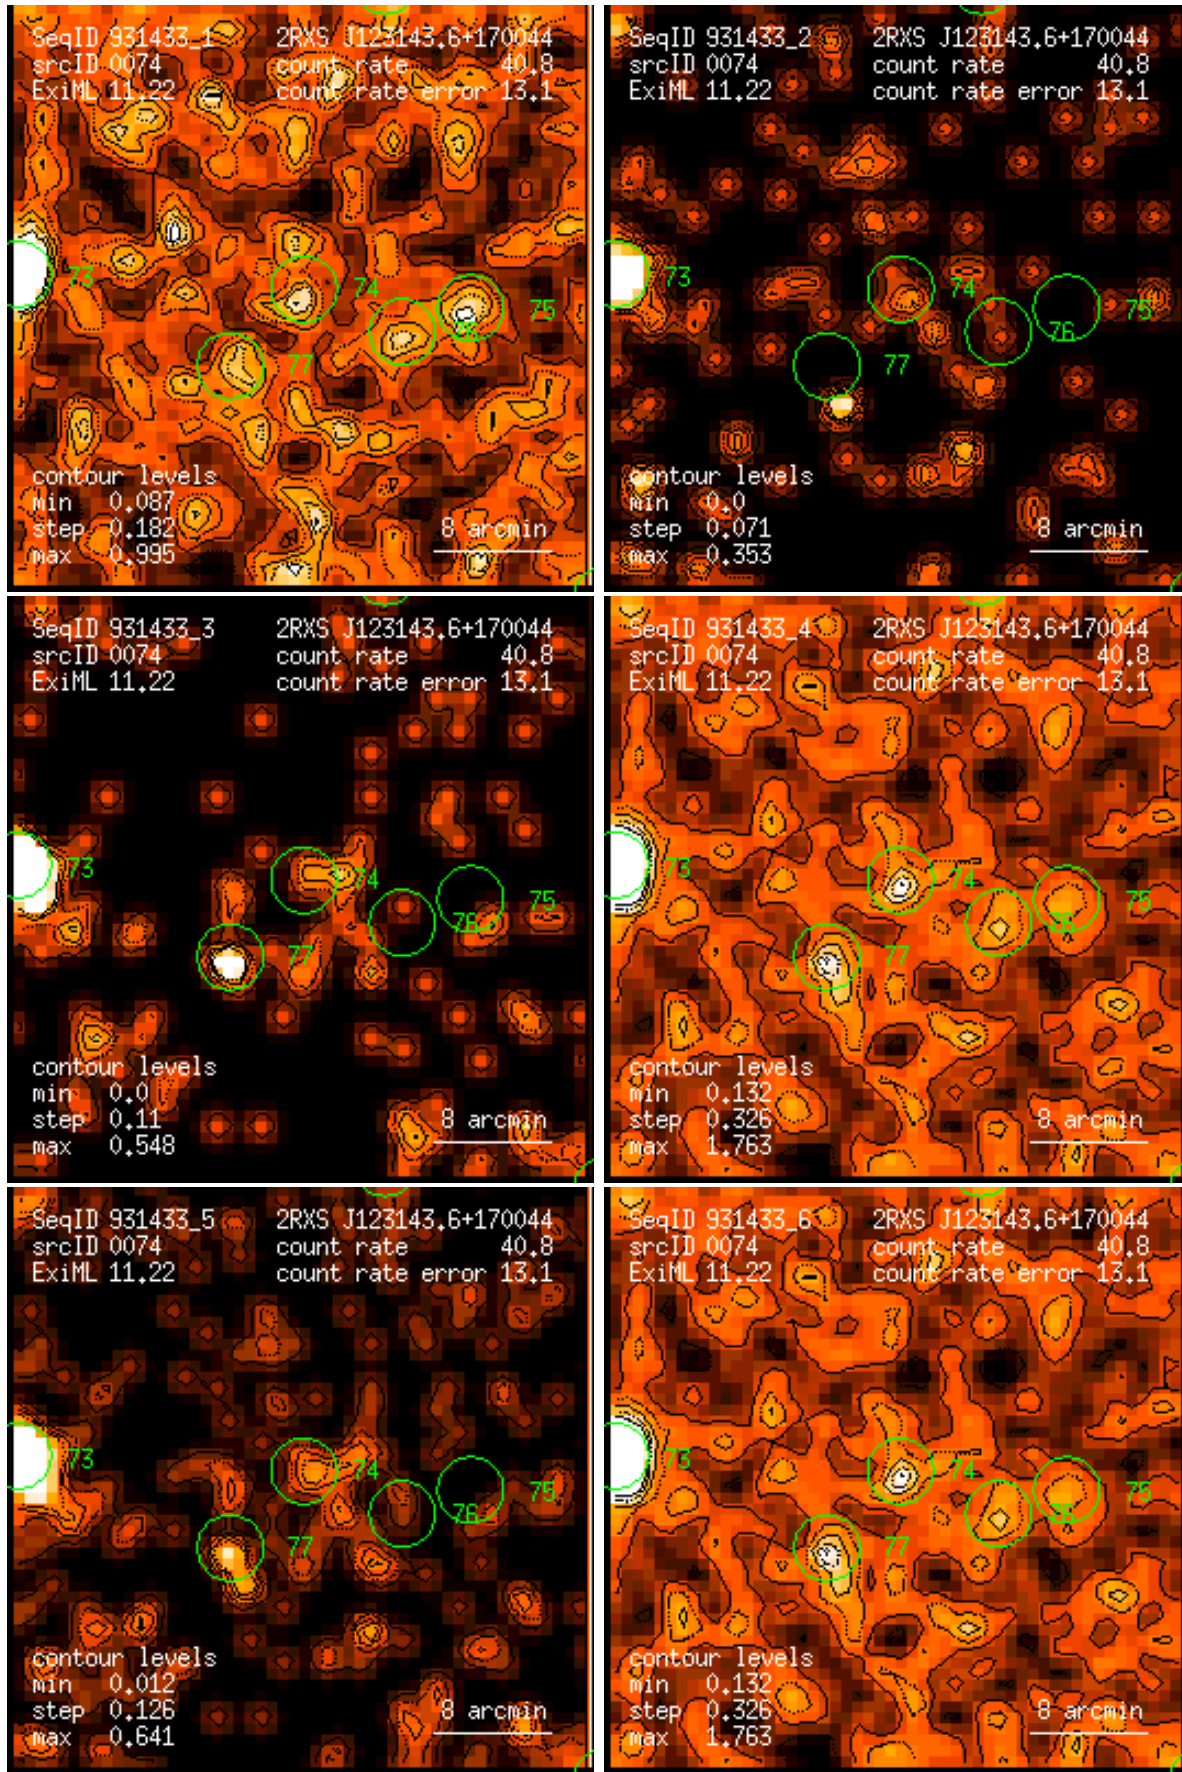 SeqID 931433_1 2RXS J123143.6+170044
srcID 0074 count rate 40.8
ExiML 11.22 count rate error 13.1
73
74
75
76
77
contour levels
min 0.087
step 0.182
max 0.995
8 arcmin
SeqID 931433_2 2RXS J123143.6+170044
srcID 0074 count rate 40.8
ExiML 11.22 count rate error 13.1
73
74
75
76
77
contour levels
min 0.0
step 0.071
max 0.353
8 arcmin
SeqID 931433_3 2RXS J123143.6+170044
srcID 0074 count rate 40.8
ExiML 11.22 count rate error 13.1
73
74
75
76
77
contour levels
min 0.0
step 0.11
max 0.548
8 arcmin
SeqID 931433_4 2RXS J123143.6+170044
srcID 0074 count rate 40.8
ExiML 11.22 count rate error 13.1
73
74
75
76
77
contour levels
min 0.132
step 0.326
max 1.763
8 arcmin
SeqID 931433_5 2RXS J123143.6+170044
srcID 0074 count rate 40.8
ExiML 11.22 count rate error 13.1
73
74
75
76
77
contour levels
min 0.012
step 0.126
max 0.641
8 arcmin
SeqID 931433_6 2RXS J123143.6+170044
srcID 0074 count rate 40.8
ExiML 11.22 count rate error 13.1
73
74
75
76
77
contour levels
min 0.132
step 0.326
max 1.763
8 arcmin